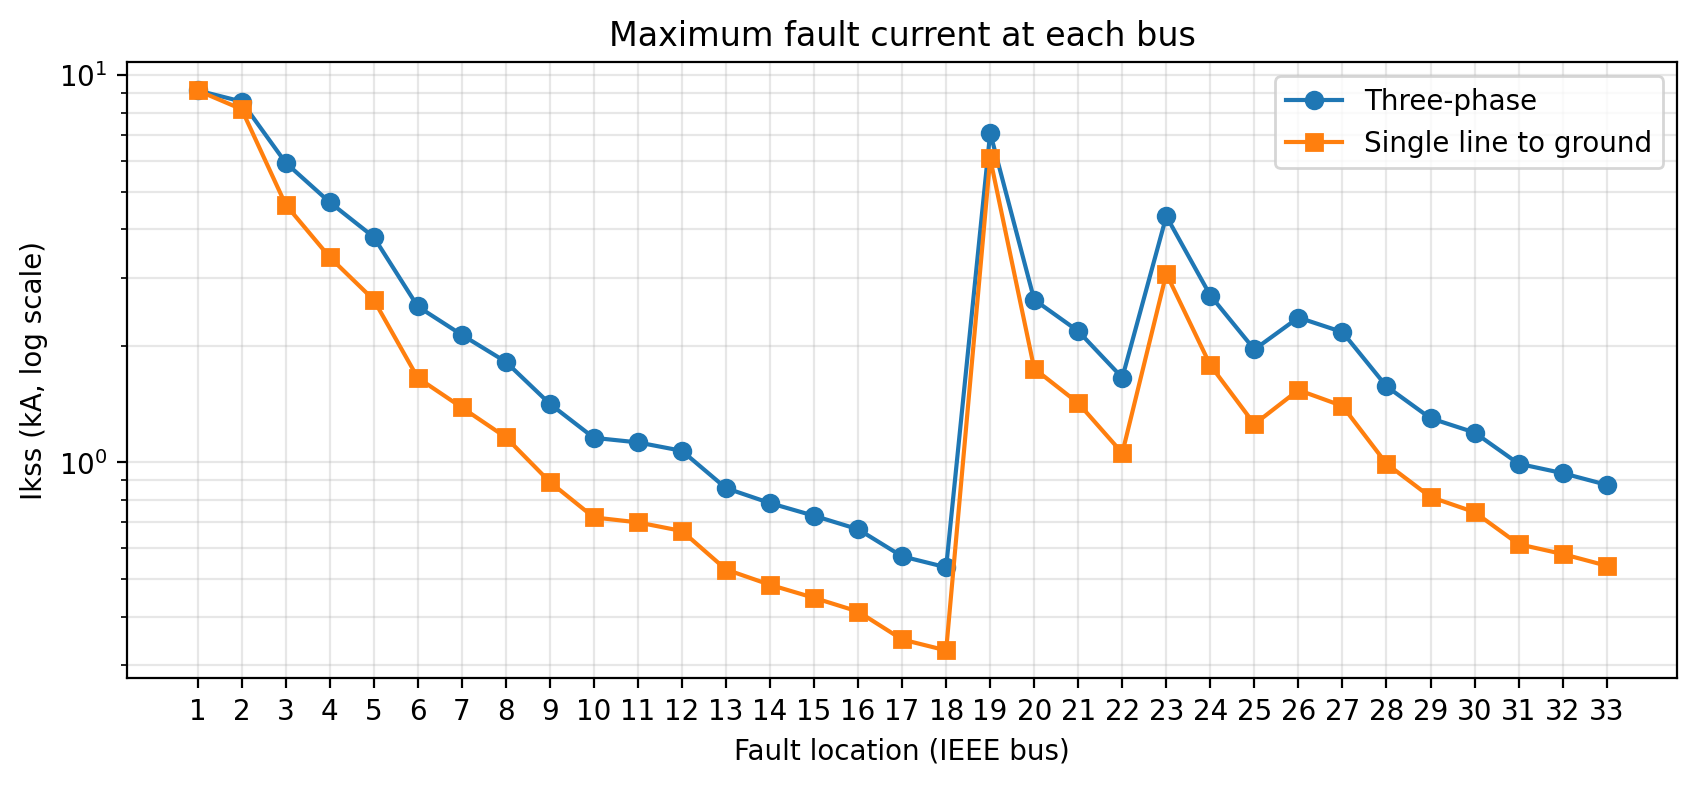 Maximum fault current at each bus
10¹
10⁰
Ikss (kA, log scale)
Three-phase
Single line to ground
1 2 3 4 5 6 7 8 9 10 11 12 13 14 15 16 17 18 19 20 21 22 23 24 25 26 27 28 29 30 31 32 33
Fault location (IEEE bus)